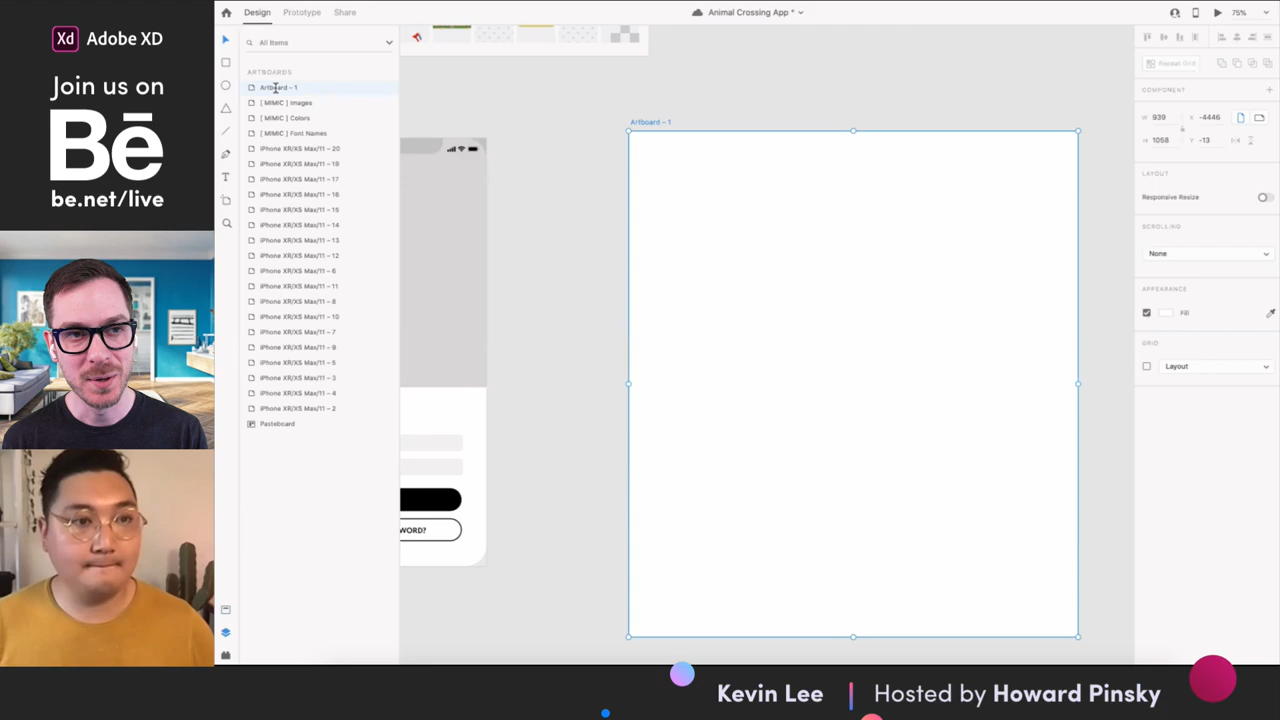 Xd Adobe XD
Join us on
Bē
be.net/live
Design Prototype Share
Animal Crossing App *
75%
All Items
ARTBOARDS
Artboard – 1
[ MIMIC ] Images
[ MIMIC ] Colors
[ MIMIC ] Font Names
iPhone XR/XS Max/11 – 20
iPhone XR/XS Max/11 – 19
iPhone XR/XS Max/11 – 17
iPhone XR/XS Max/11 – 16
iPhone XR/XS Max/11 – 15
iPhone XR/XS Max/11 – 14
iPhone XR/XS Max/11 – 13
iPhone XR/XS Max/11 – 12
iPhone XR/XS Max/11 – 6
iPhone XR/XS Max/11 – 11
iPhone XR/XS Max/11 – 8
iPhone XR/XS Max/11 – 10
iPhone XR/XS Max/11 – 7
iPhone XR/XS Max/11 – 9
iPhone XR/XS Max/11 – 5
iPhone XR/XS Max/11 – 3
iPhone XR/XS Max/11 – 4
iPhone XR/XS Max/11 – 2
Pasteboard
WORD?
Artboard – 1
Repeat Grid
COMPONENT
W 939 X -4446
H 1058 Y -13
LAYOUT
Responsive Resize
SCROLLING
None
APPEARANCE
Fill
GRID
Layout
Kevin Lee | Hosted by Howard Pinsky